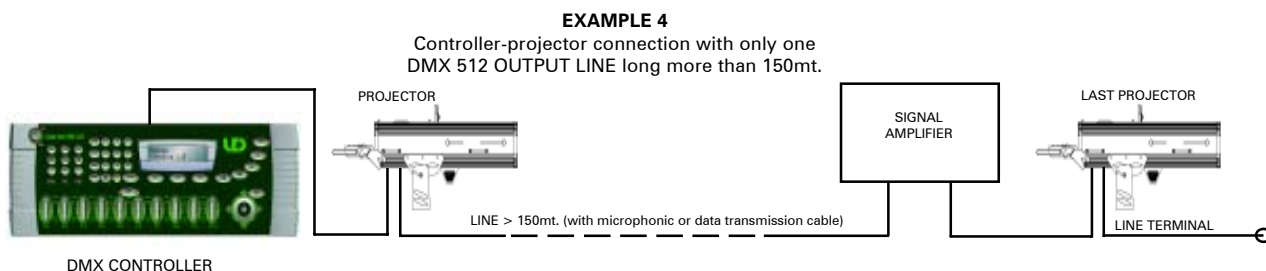 EXAMPLE 4
Controller-projector connection with only one
DMX 512 OUTPUT LINE long more than 150mt.
PROJECTOR
SIGNAL
AMPLIFIER
LAST PROJECTOR
LINE > 150mt. (with microphonic or data transmission cable)
LINE TERMINAL
DMX CONTROLLER